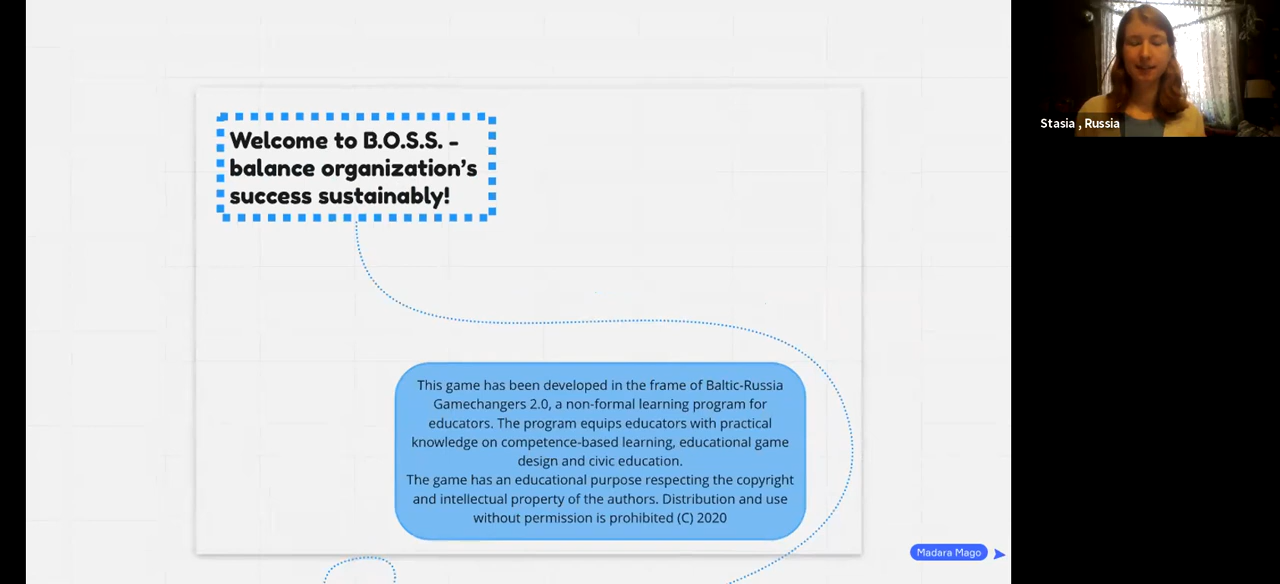 Welcome to B.O.S.S. -
balance organization's
success sustainably!
This game has been developed in the frame of Baltic-Russia
Gamechangers 2.0, a non-formal learning program for
educators. The program equips educators with practical
knowledge on competence-based learning, educational game
design and civic education.
The game has an educational purpose respecting the copyright
and intellectual property of the authors. Distribution and use
without permission is prohibited (C) 2020
Madara Mago
Stasia , Russia